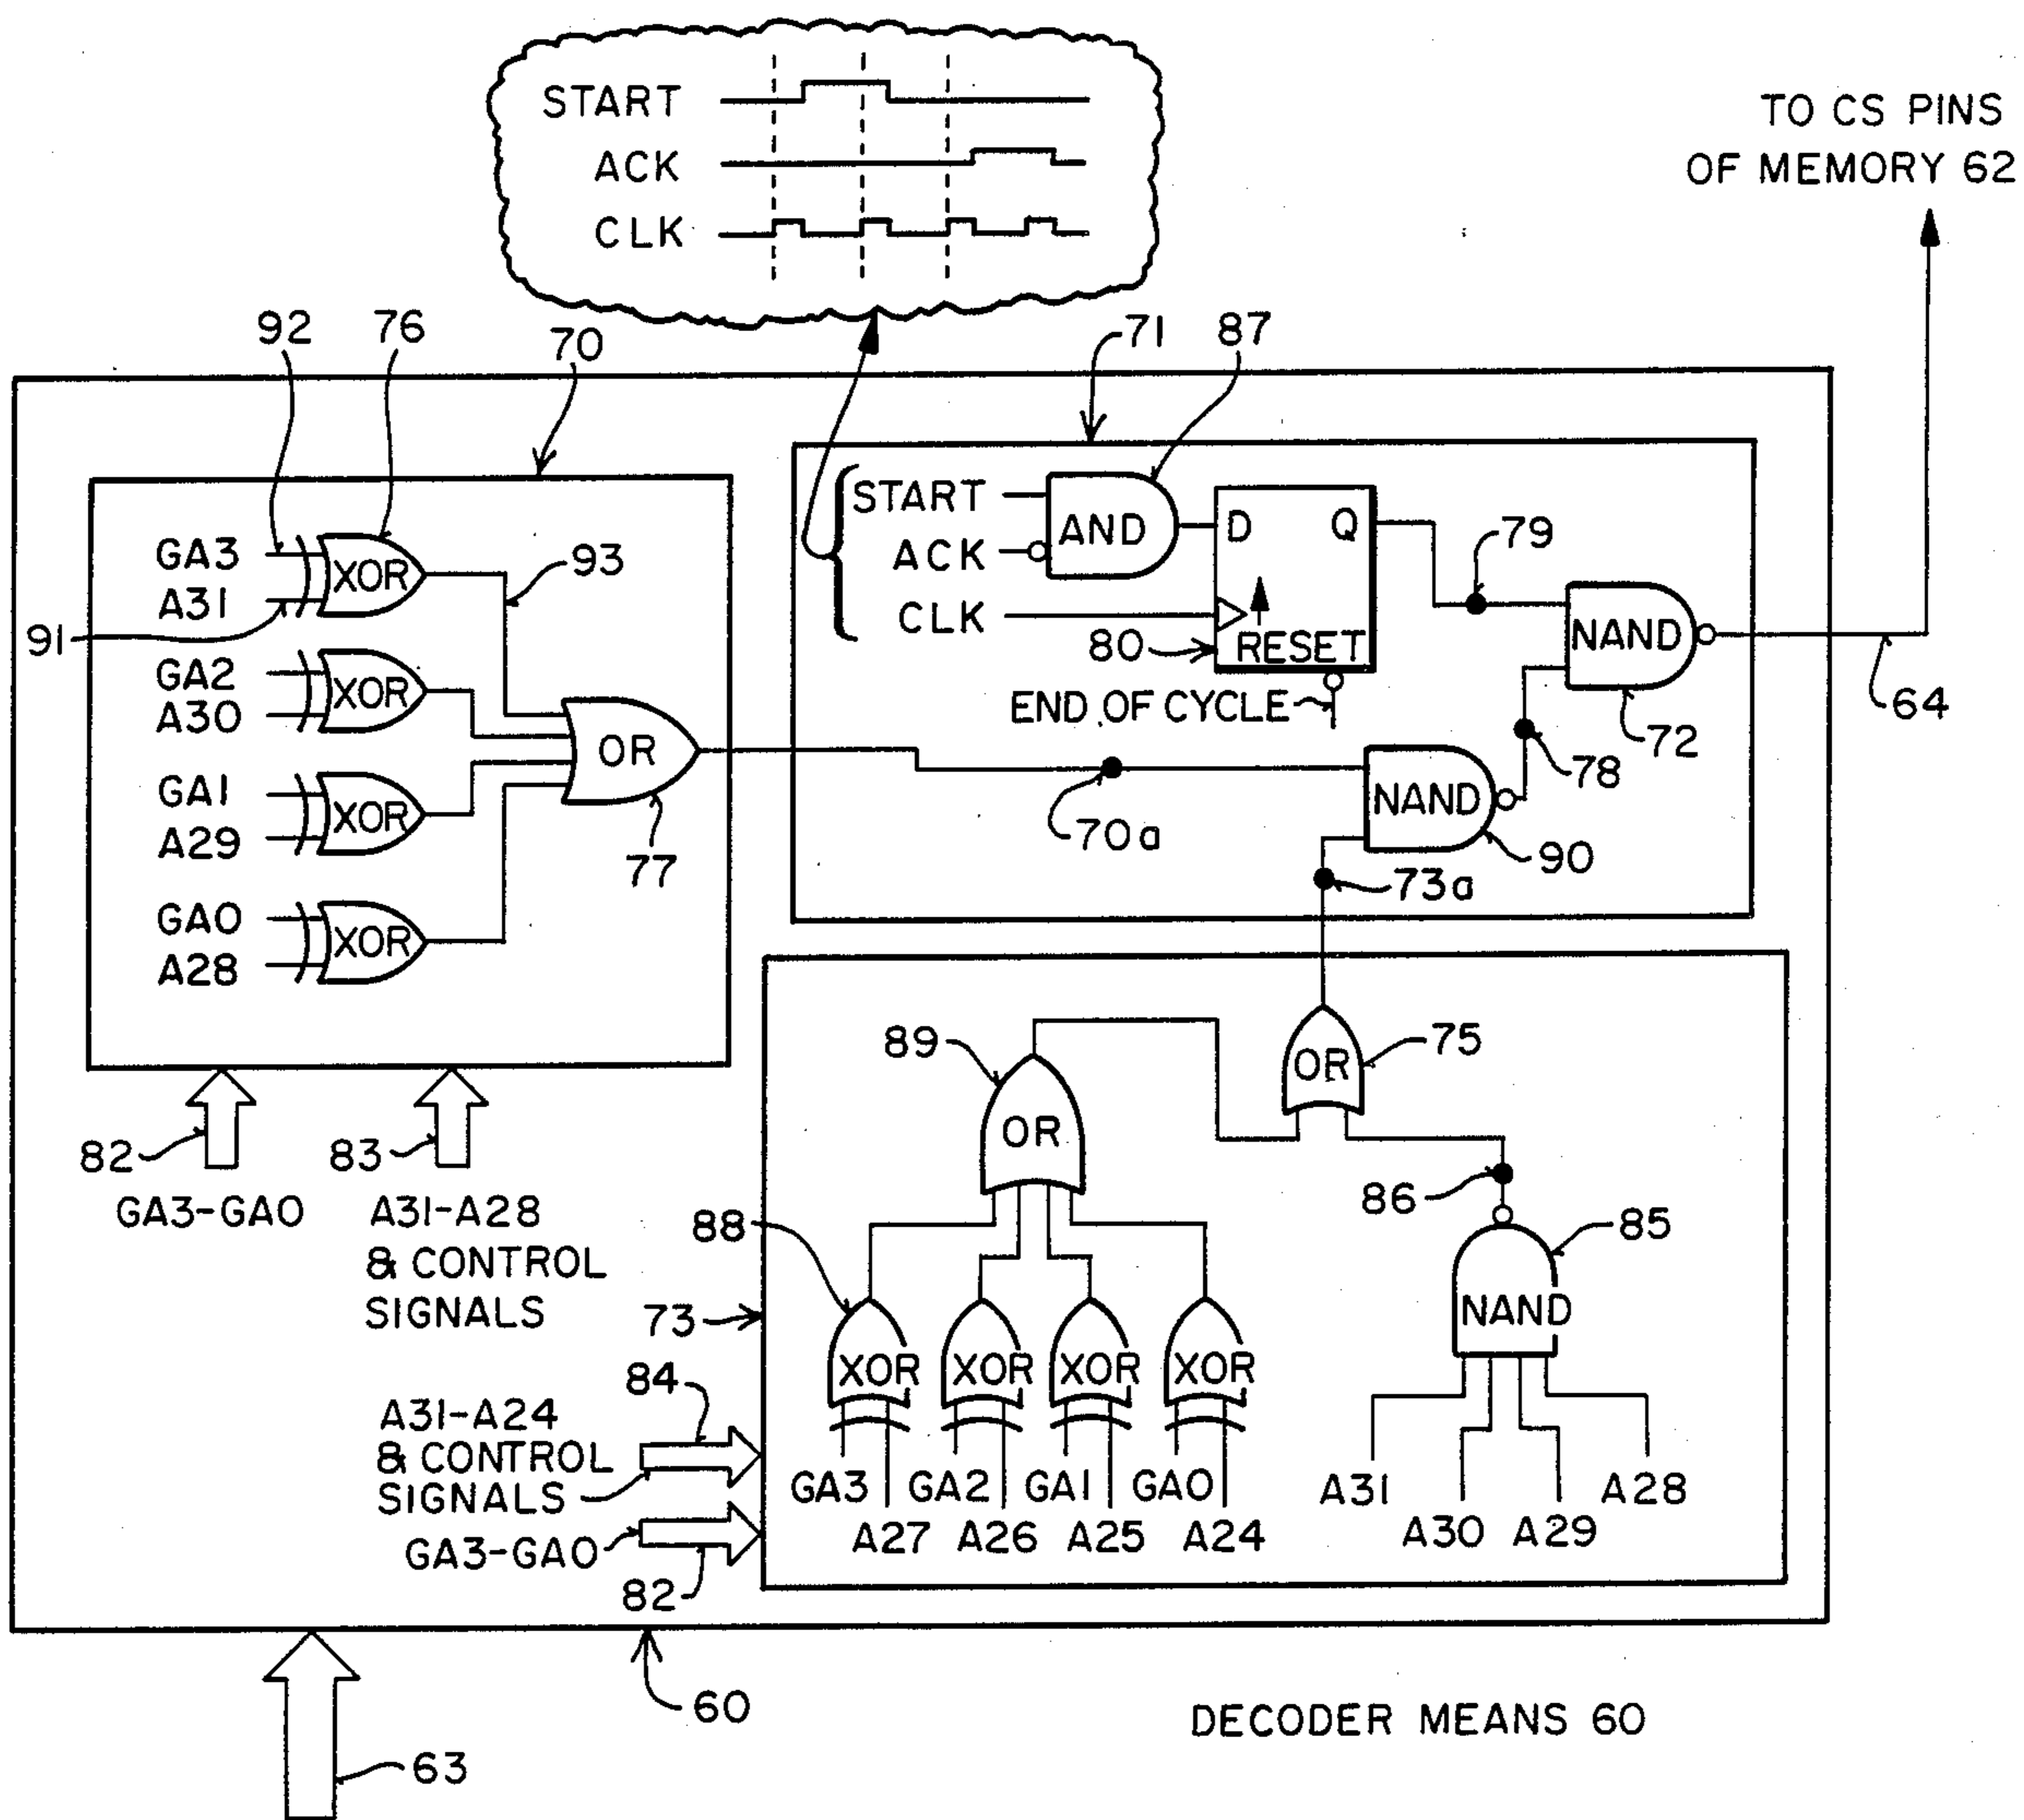 START
ACK
CLK
TO CS PINS
OF MEMORY 62
92
76
70
71
87
GA3
A31
XOR
91
93
GA2
A30
XOR
GA1
A29
XOR
GA0
A28
XOR
OR
77
START
ACK
CLK
AND
D
Q
80
RESET
END OF CYCLE
79
NAND
72
64
78
70a
NAND
90
73a
82
GA3-GA0
83
A31-A28
& CONTROL
SIGNALS
89
OR
OR
75
86
85
NAND
88
73
XOR
XOR
XOR
XOR
84
A31-A24
& CONTROL
SIGNALS
GA3-GA0
82
GA3
GA2
GA1
GA0
A27
A26
A25
A24
A31
A28
A30
A29
60
63
DECODER MEANS 60